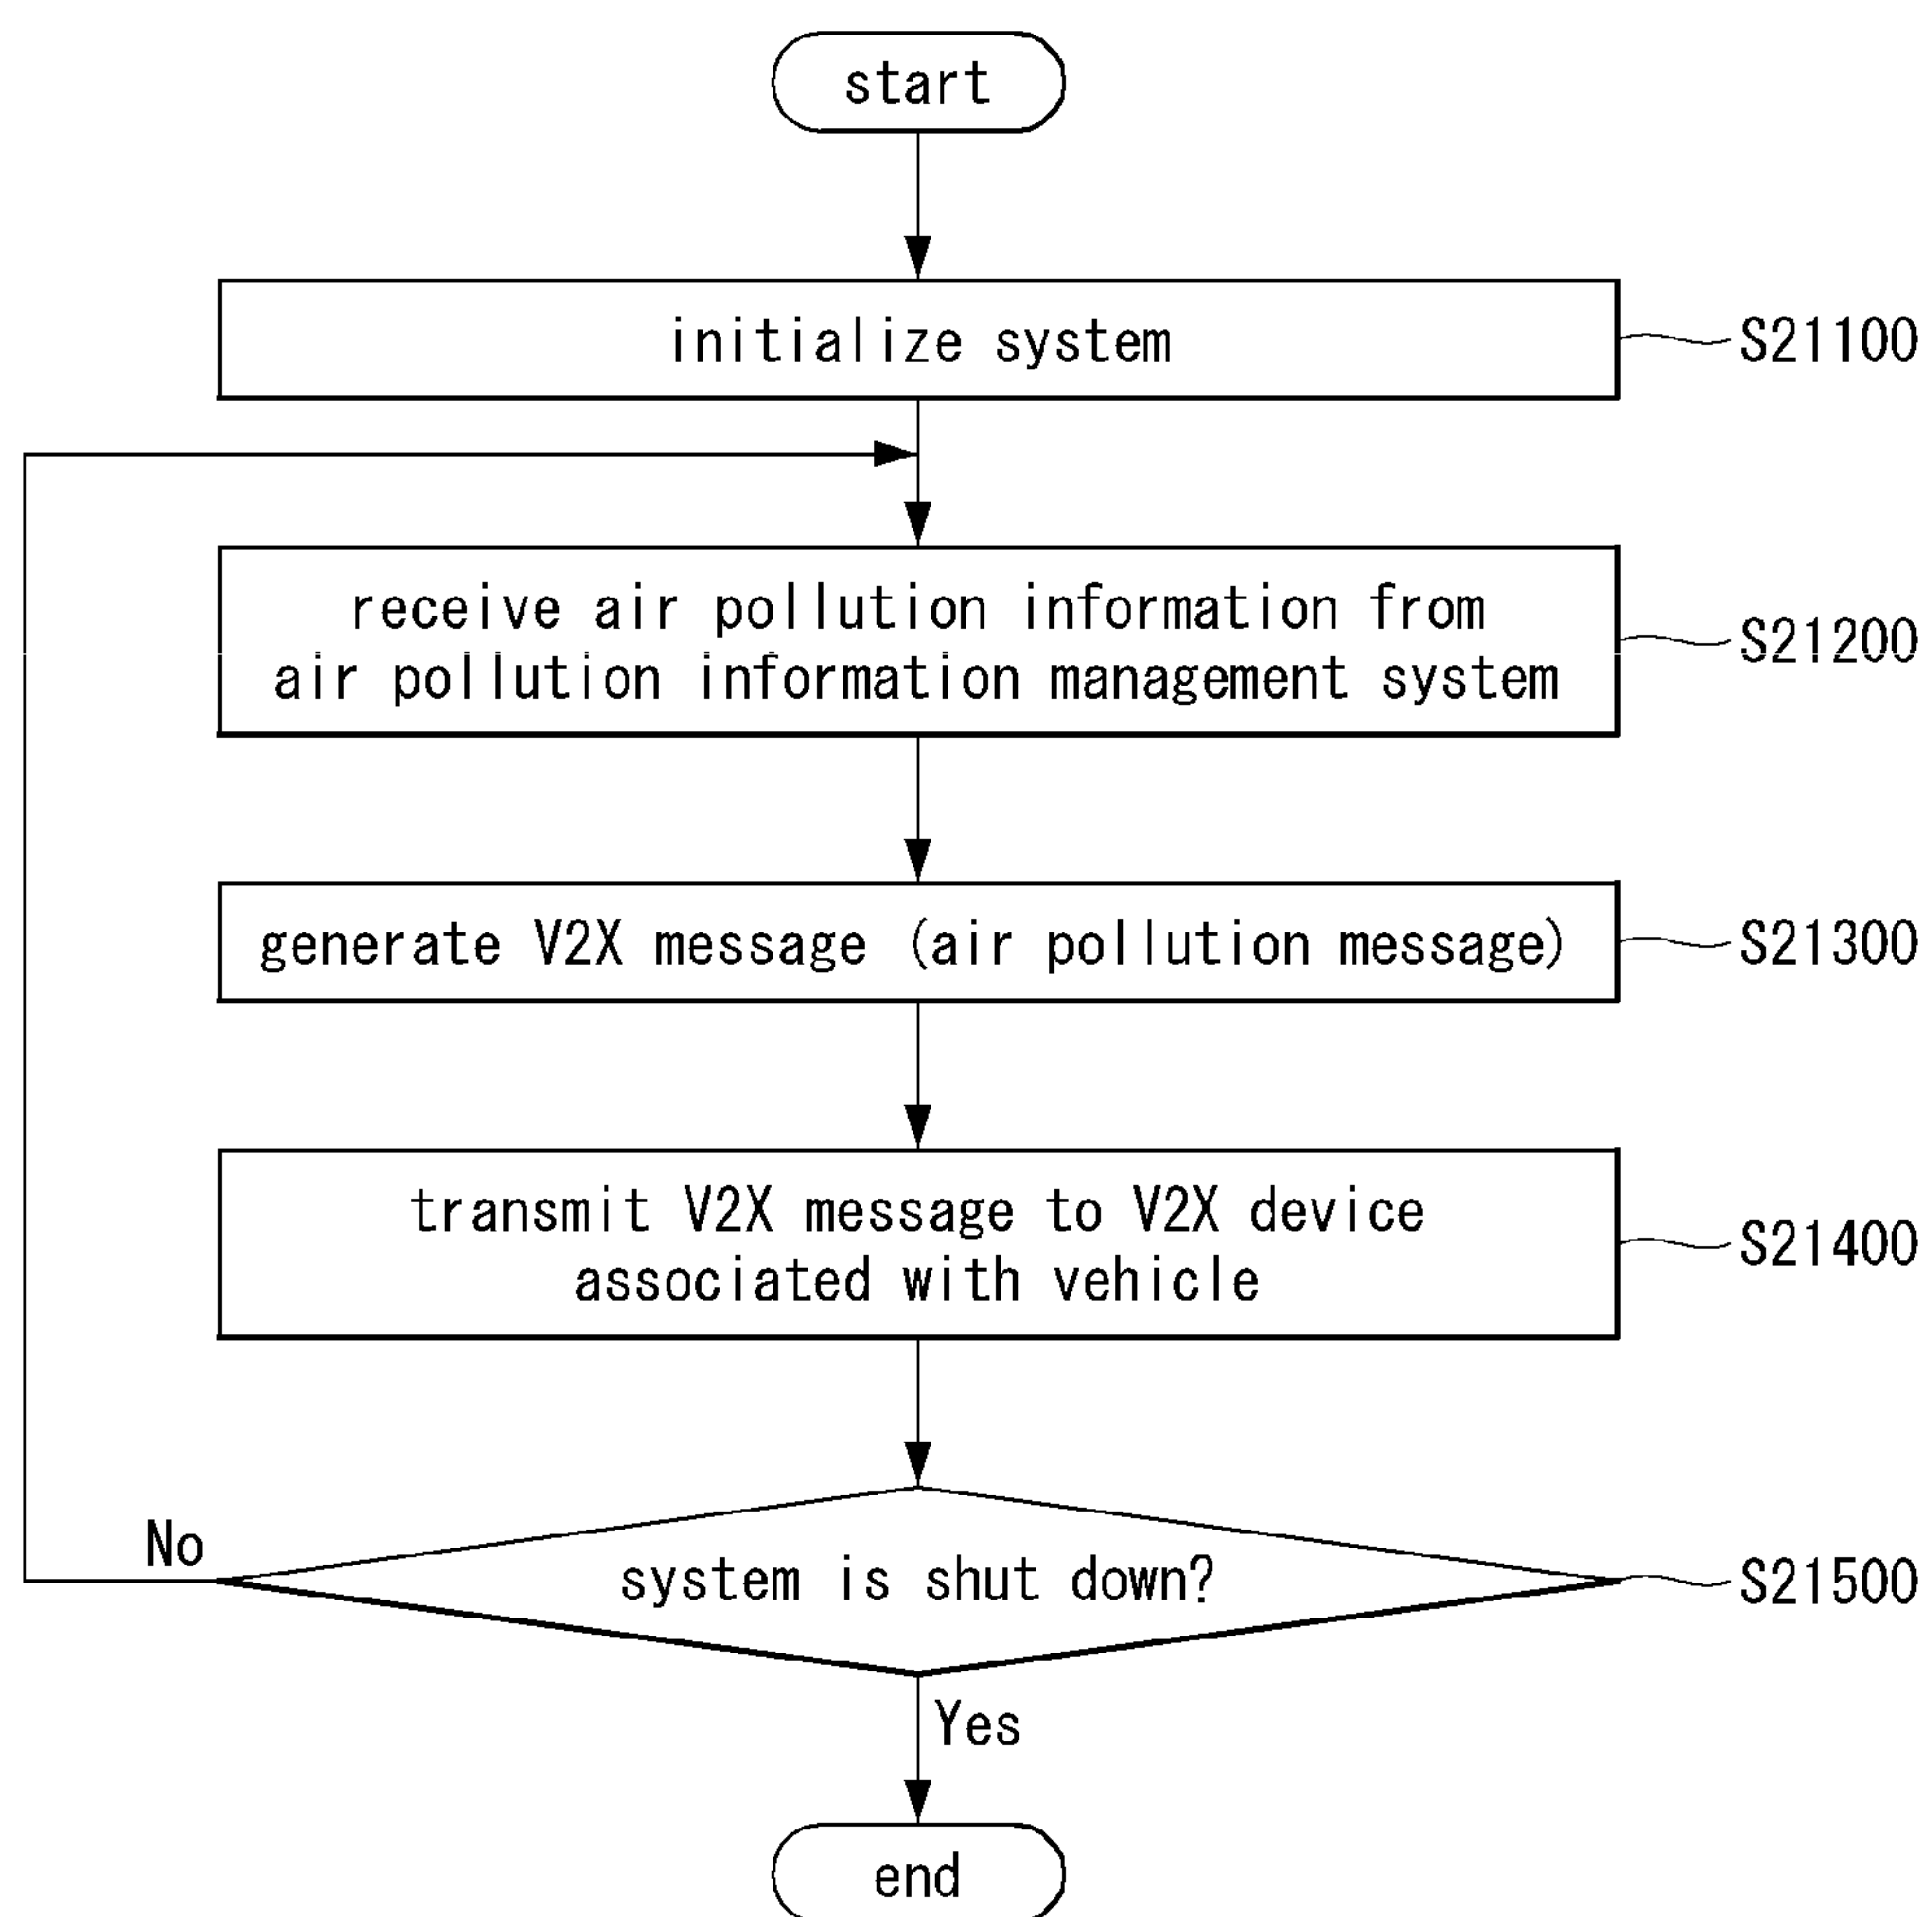 start
initialize system
S21100
receive air pollution information from
air pollution information management system
S21200
generate V2X message (air pollution message)
S21300
transmit V2X message to V2X device
associated with vehicle
S21400
No
system is shut down?
S21500
Yes
end